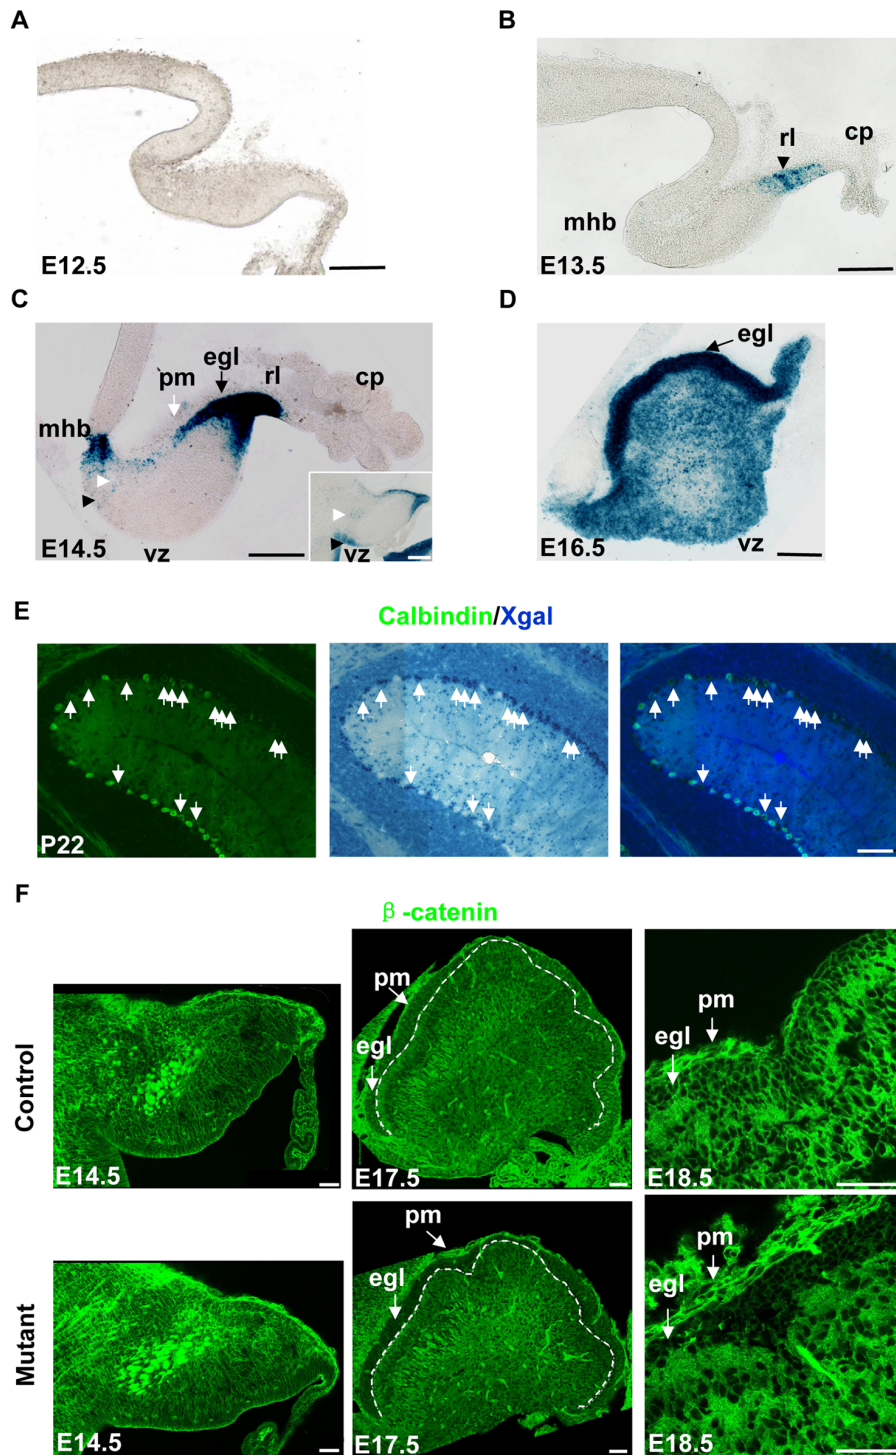 A
E12.5
B
rl
cp
mhb
E13.5
C
pm
egl
rl
cp
mhb
vz
E14.5
vz
D
egl
vz
E16.5
E
Calbindin/Xgal
P22
F
β -catenin
Control
E14.5
pm
egl
E17.5
pm
egl
E18.5
Mutant
E14.5
pm
egl
E17.5
pm
egl
E18.5